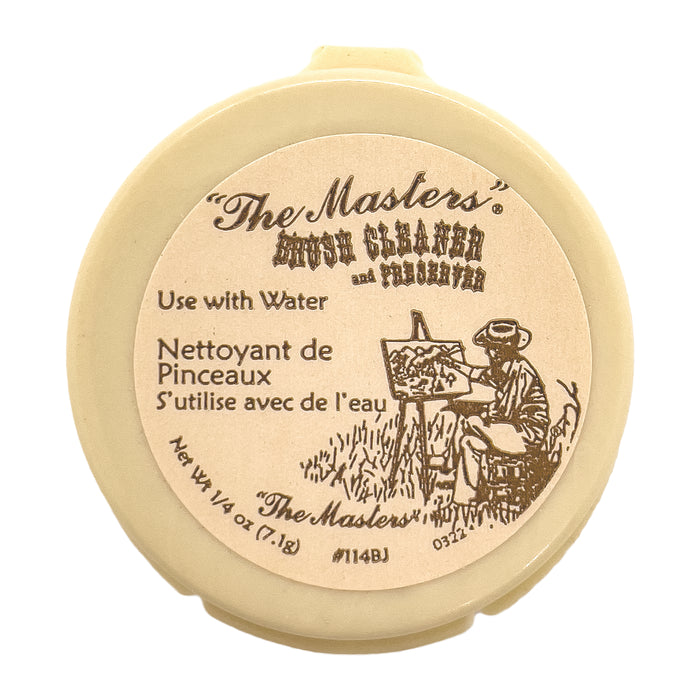 "The Masters"®
BRUSH CLEANER
and PRESERVER
Use with Water
Nettoyant de
Pinceaux
S'utilise avec de l'eau
Net Wt 1/4 oz (7.1g)
"The Masters"
#114BJ
0322